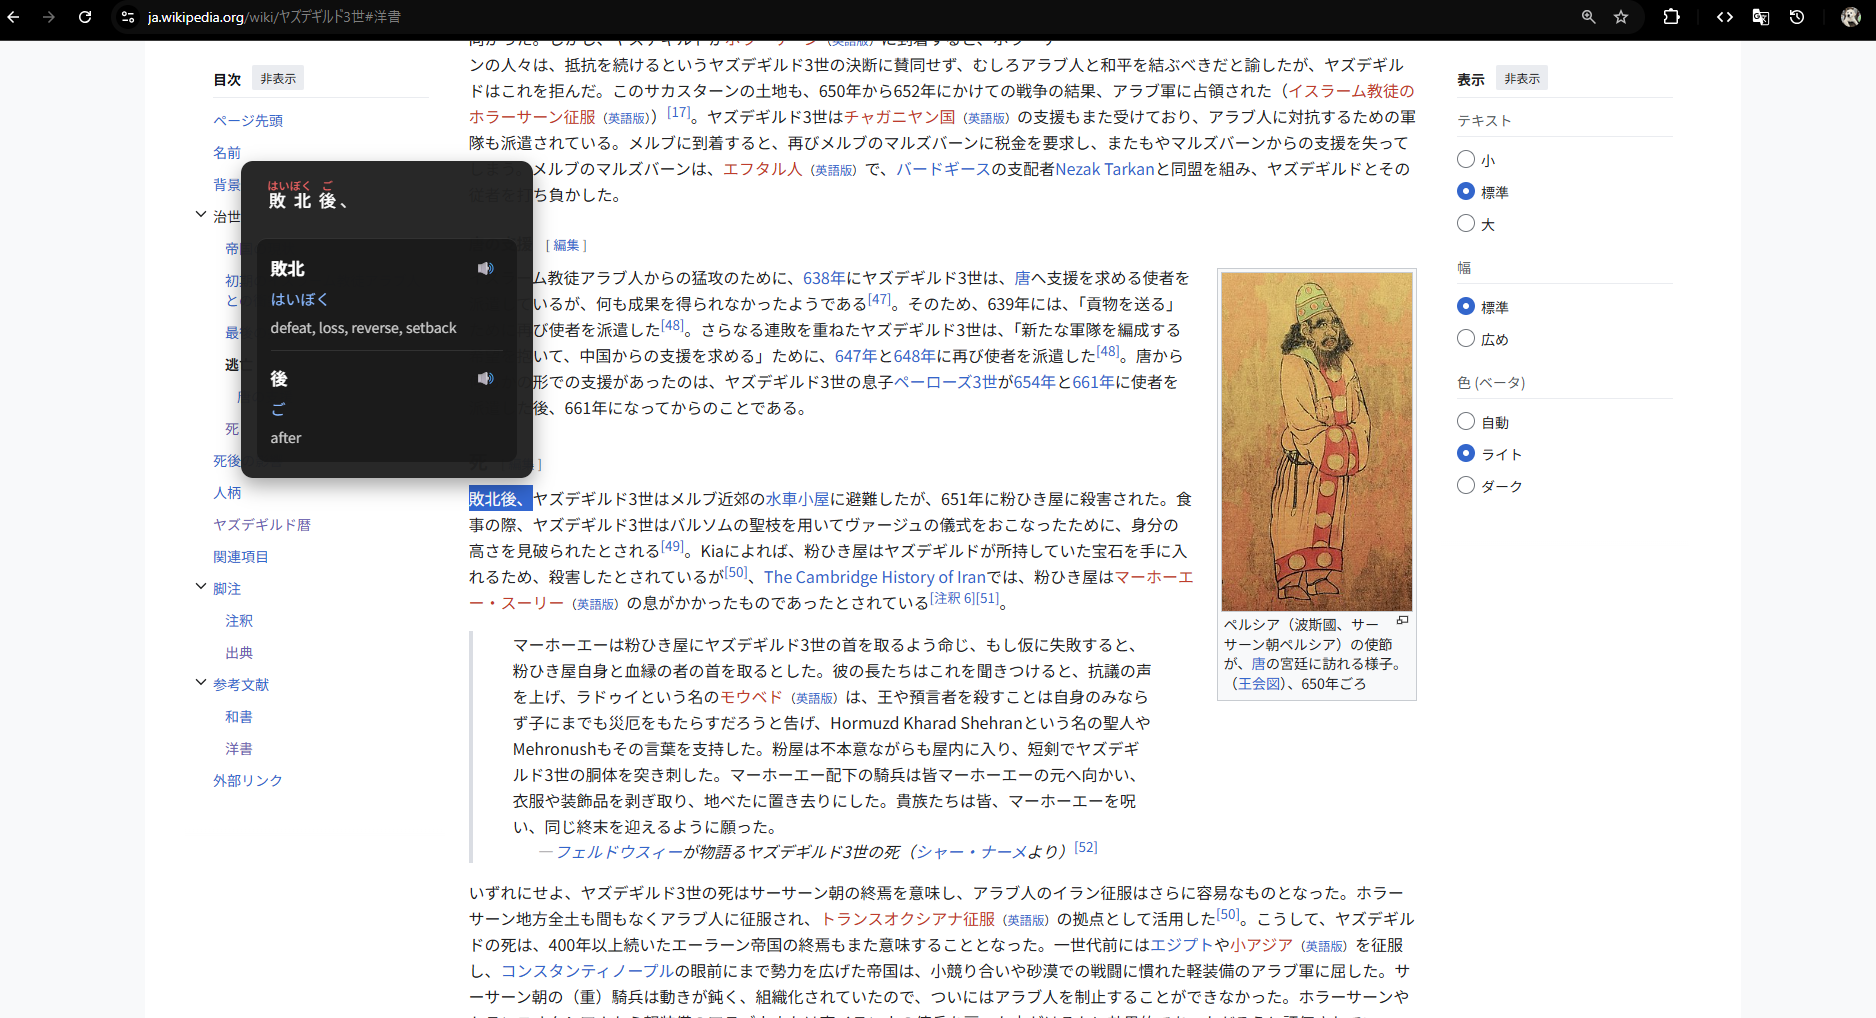 ja.wikipedia.org/wiki/ヤズデギルド3世#洋書
目次 非表示
ページ先頭
名前
背景
治世
死
死後
人柄
ヤズデギルド暦
関連項目
脚注
注釈
出典
参考文献
和書
洋書
外部リンク
はいぼく ご
敗北後、
敗北
はいぼく
defeat, loss, reverse, setback
後
ご
after
ンの人々は、抵抗を続けるというヤズデギルド3世の決断に賛同せず、むしろアラブ人と和平を結ぶべきだと諭したが、ヤズデギル
ドはこれを拒んだ。このサカスターンの土地も、650年から652年にかけての戦争の結果、アラブ軍に占領された（イスラーム教徒の
ホラーサーン征服（英語版））[17]。ヤズデギルド3世はチャガニヤン国（英語版）の支援もまた受けており、アラブ人に対抗するための軍
隊も派遣されている。メルブに到着すると、再びメルブのマルズバーンに税金を要求し、またもやマルズバーンからの支援を失って
メルブのマルズバーンは、エフタル人（英語版）で、バードギースの支配者Nezak Tarkanと同盟を組み、ヤズデギルドとその
ち負かした。
[ 編集 ]
ーム教徒アラブ人からの猛攻のために、638年にヤズデギルド3世は、唐へ支援を求める使者を
ているが、何も成果を得られなかったようである[47]。そのため、639年には、「貢物を送る」
び使者を派遣した[48]。さらなる連敗を重ねたヤズデギルド3世は、「新たな軍隊を編成する
いて、中国からの支援を求める」ために、647年と648年に再び使者を派遣した[48]。唐から
の形での支援があったのは、ヤズデギルド3世の息子ペーローズ3世が654年と661年に使者を
後、661年になってからのことである。
敗北後、ヤズデギルド3世はメルブ近郊の水車小屋に避難したが、651年に粉ひき屋に殺害された。食
事の際、ヤズデギルド3世はバルソムの聖枝を用いてヴァージュの儀式をおこなったために、身分の
高さを見破られたとされる[49]。Kiaによれば、粉ひき屋はヤズデギルドが所持していた宝石を手に入
れるため、殺害したとされているが[50]、The Cambridge History of Iranでは、粉ひき屋はマーホーエ
ー・スーリー（英語版）の息がかかったものであったとされている[注釈 6][51]。
マーホーエーは粉ひき屋にヤズデギルド3世の首を取るよう命じ、もし仮に失敗すると、
粉ひき屋自身と血縁の者の首を取るとした。彼の長たちはこれを聞きつけると、抗議の声
を上げ、ラドゥイという名のモウベド（英語版）は、王や預言者を殺すことは自身のみなら
ず子にまでも災厄をもたらすだろうと告げ、Hormuzd Kharad Shehranという名の聖人や
Mehronushもその言葉を支持した。粉屋は不本意ながらも屋内に入り、短剣でヤズデギ
ルド3世の胴体を突き刺した。マーホーエー配下の騎兵は皆マーホーエーの元へ向かい、
衣服や装飾品を剥ぎ取り、地べたに置き去りにした。貴族たちは皆、マーホーエーを呪
い、同じ終末を迎えるように願った。
— フェルドウスィーが物語るヤズデギルド3世の死（シャー・ナーメより）[52]
いずれにせよ、ヤズデギルド3世の死はサーサーン朝の終焉を意味し、アラブ人のイラン征服はさらに容易なものとなった。ホラー
サーン地方全土も間もなくアラブ人に征服され、トランスオクシアナ征服（英語版）の拠点として活用した[50]。こうして、ヤズデギル
ドの死は、400年以上続いたエーラーン帝国の終焉もまた意味することとなった。一世代前にはエジプトや小アジア（英語版）を征服
し、コンスタンティノープルの眼前にまで勢力を広げた帝国は、小競り合いや砂漠での戦闘に慣れた軽装備のアラブ軍に屈した。サ
ーサーン朝の（重）騎兵は動きが鈍く、組織化されていたので、ついにはアラブ人を制止することができなかった。ホラーサーンや
ペルシア（波斯國、サー
サーン朝ペルシア）の使節
が、唐の宮廷に訪れる様子。
（王会図）、650年ごろ
表示 非表示
テキスト
小
標準
大
幅
標準
広め
色 (ベータ)
自動
ライト
ダーク